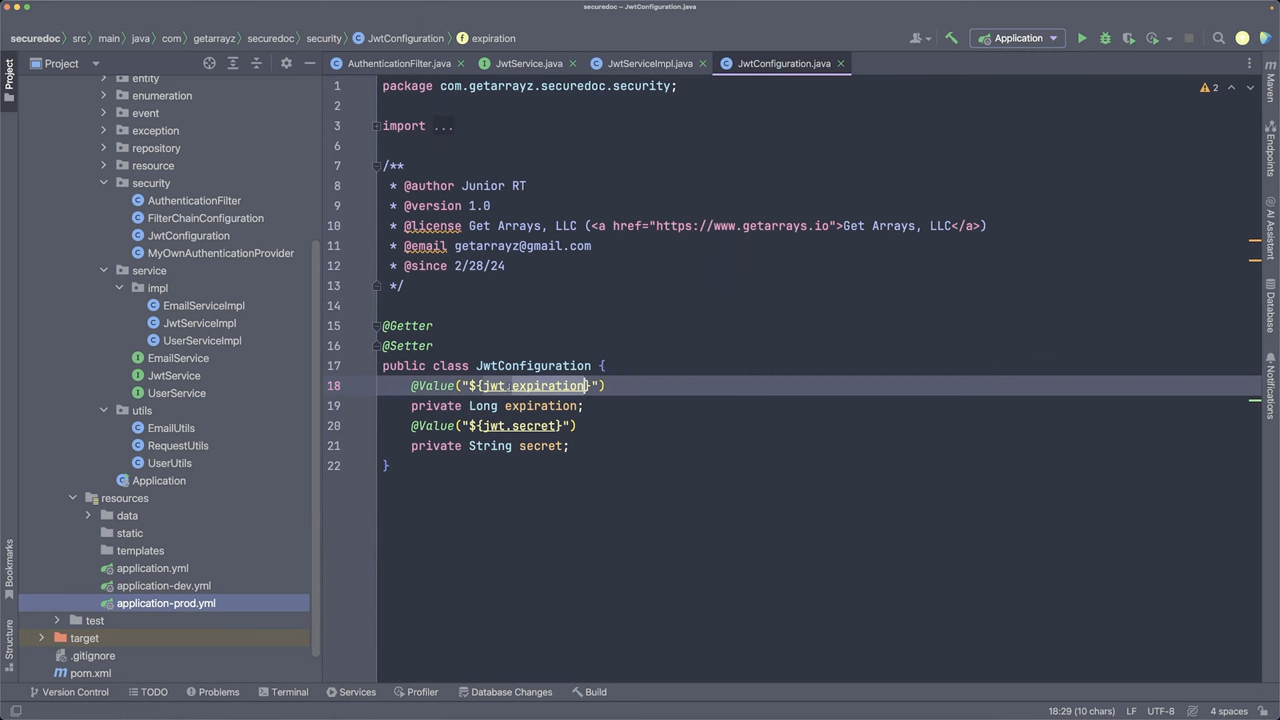 securedoc – JwtConfiguration.java
securedoc src main java com getarrayz securedoc security JwtConfiguration expiration
Application
Project
AuthenticationFilter.java
JwtService.java
JwtServiceImpl.java
JwtConfiguration.java
Project
Bookmarks
Structure
entity
enumeration
event
exception
repository
resource
security
AuthenticationFilter
FilterChainConfiguration
JwtConfiguration
MyOwnAuthenticationProvider
service
impl
EmailServiceImpl
JwtServiceImpl
UserServiceImpl
EmailService
JwtService
UserService
utils
EmailUtils
RequestUtils
UserUtils
Application
resources
data
static
templates
application.yml
application-dev.yml
application-prod.yml
test
target
.gitignore
pom.xml
1 package com.getarrayz.securedoc.security;
2
3 import ...
6
7 /**
8 * @author Junior RT
9 * @version 1.0
10 * @license Get Arrays, LLC (<a href="https://www.getarrays.io">Get Arrays, LLC</a>)
11 * @email getarrayz@gmail.com
12 * @since 2/28/24
13 */
14
15 @Getter
16 @Setter
17 public class JwtConfiguration {
18 @Value("${jwt.expiration}")
19 private Long expiration;
20 @Value("${jwt.secret}")
21 private String secret;
22 }
2
Maven
Endpoints
AI Assistant
Database
Notifications
Version Control
TODO
Problems
Terminal
Services
Profiler
Database Changes
Build
18:29 (10 chars) LF UTF-8 4 spaces